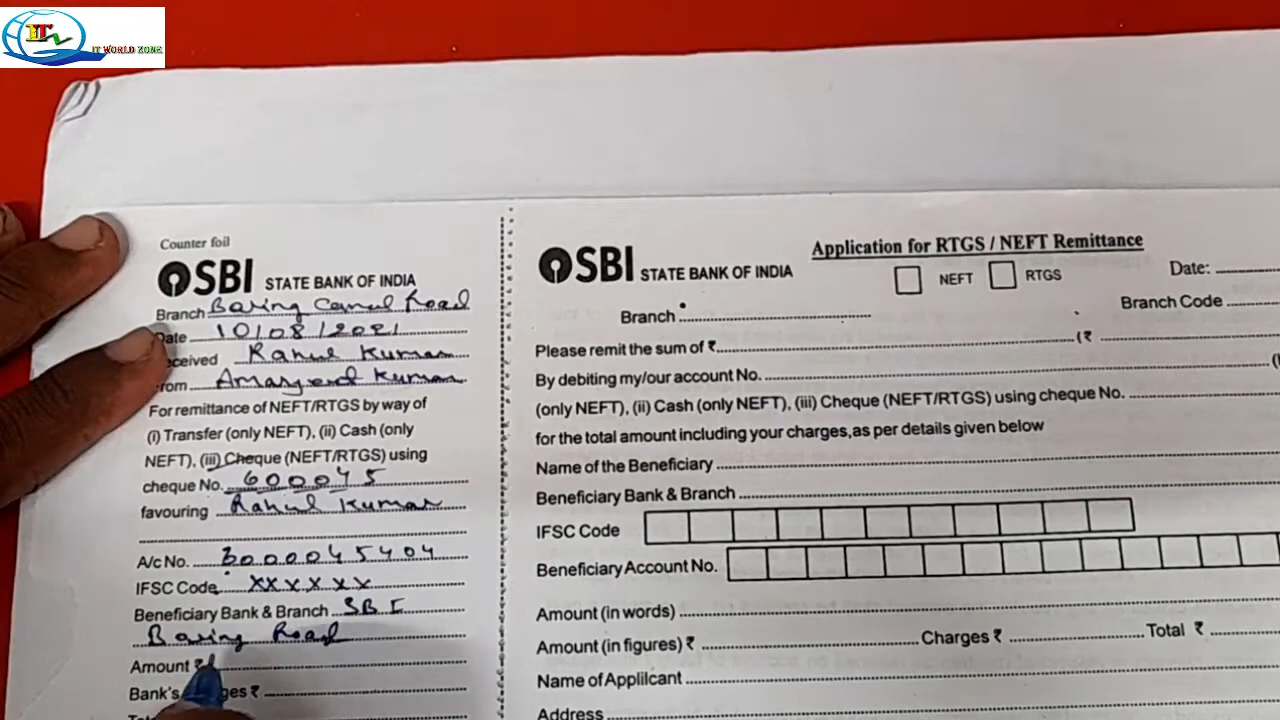 IT WORLD ZONE
Counter foil
SBI STATE BANK OF INDIA
Branch Boring Canal Road
Date 10/08/2021
eceived Rahul Kumar
From Amarjeet Kumar
For remittance of NEFT/RTGS by way of
(i) Transfer (only NEFT), (ii) Cash (only
NEFT), (iii) Cheque (NEFT/RTGS) using
cheque No. 600045
favouring Rahul Kumar
A/c No. 3000045404
IFSC Code xxxxxx
Beneficiary Bank & Branch SBI
Boring Road
Amount ₹
Bank's ges ₹
SBI STATE BANK OF INDIA
Application for RTGS / NEFT Remittance
NEFT RTGS
Date:
Branch :
Branch Code
Please remit the sum of ₹ (₹
By debiting my/our account No.
(only NEFT), (ii) Cash (only NEFT), (iii) Cheque (NEFT/RTGS) using cheque No.
for the total amount including your charges,as per details given below
Name of the Beneficiary
Beneficiary Bank & Branch
IFSC Code
Beneficiary Account No.
Amount (in words)
Amount (in figures) ₹ Charges ₹ Total ₹
Name of Applilcant
Address